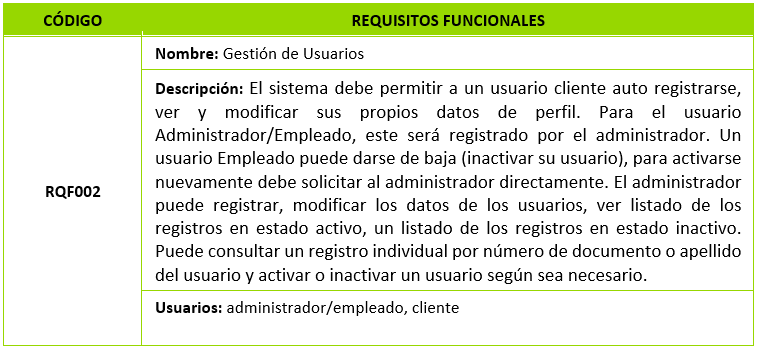 CÓDIGO REQUISITOS FUNCIONALES
Nombre: Gestión de Usuarios
Descripción: El sistema debe permitir a un usuario cliente auto registrarse,
ver y modificar sus propios datos de perfil. Para el usuario
Administrador/Empleado, este será registrado por el administrador. Un
usuario Empleado puede darse de baja (inactivar su usuario), para activarse
nuevamente debe solicitar al administrador directamente. El administrador
RQF002
puede registrar, modificar los datos de los usuarios, ver listado de los
registros en estado activo, un listado de los registros en estado inactivo.
Puede consultar un registro individual por número de documento o apellido
del usuario y activar o inactivar un usuario según sea necesario.
Usuarios: administrador/empleado, cliente